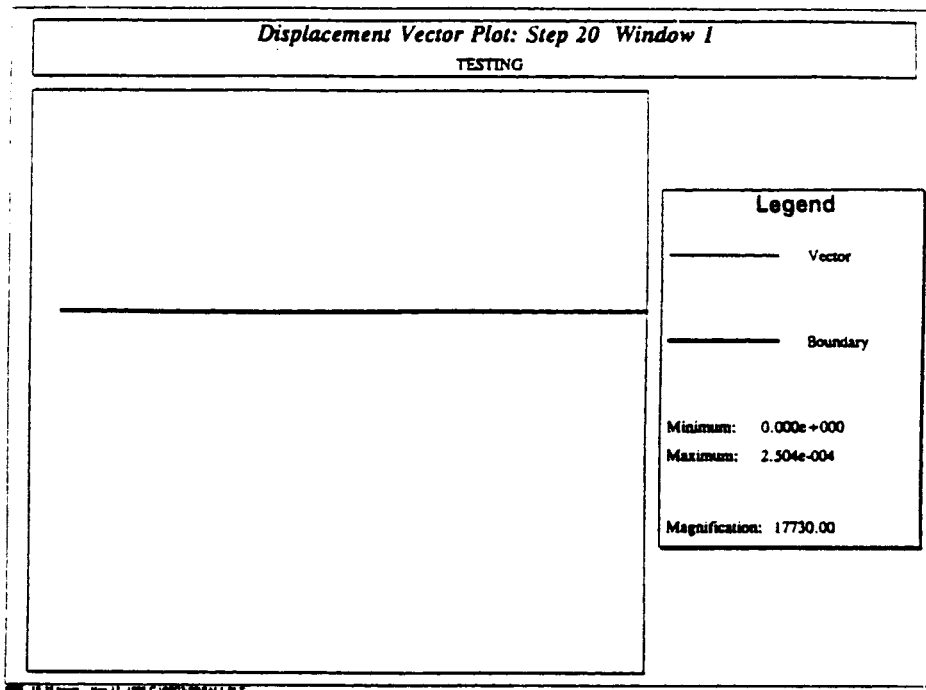 Displacement Vector Plot: Step 20 Window 1
TESTING
Legend
Vector
Boundary
Minimum: 0.000e+000
Maximum: 2.504e-004
Magnification: 17730.00